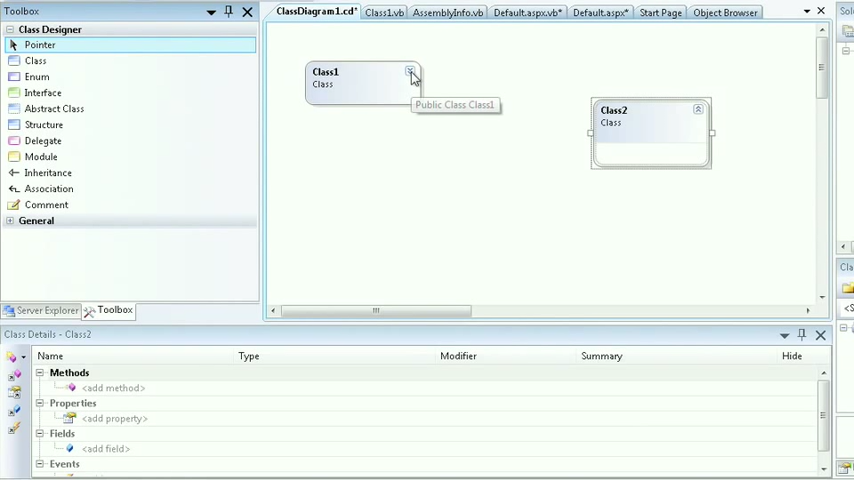 Toolbox
Class Designer
Pointer
Class
Enum
Interface
Abstract Class
Structure
Delegate
Module
Inheritance
Association
Comment
General
Server Explorer
Toolbox
ClassDiagram1.cd*
Class1.vb
AssemblyInfo.vb
Default.aspx.vb*
Default.aspx*
Start Page
Object Browser
Class1
Class
Public Class Class1
Class2
Class
Solu
Cla
<S
Class Details - Class2
Name Type Modifier Summary Hide
Methods
<add method>
Properties
<add property>
Fields
<add field>
Events